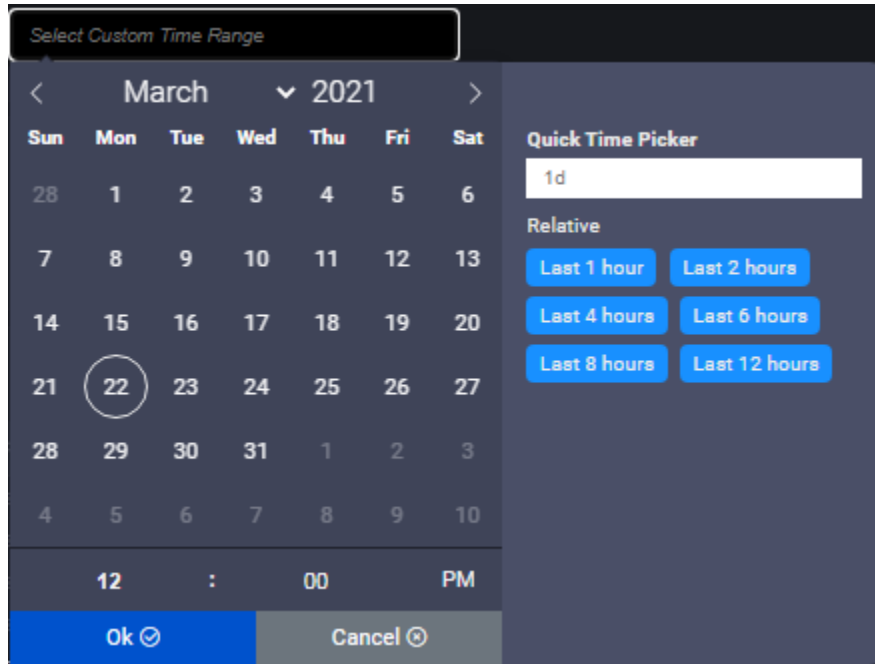 Select Custom Time Range
March 2021
Sun Mon Tue Wed Thu Fri Sat
28 1 2 3 4 5 6
7 8 9 10 11 12 13
14 15 16 17 18 19 20
21 22 23 24 25 26 27
28 29 30 31 1 2 3
4 5 6 7 8 9 10
12 : 00 PM
Ok Cancel
Quick Time Picker
1d
Relative
Last 1 hour Last 2 hours
Last 4 hours Last 6 hours
Last 8 hours Last 12 hours